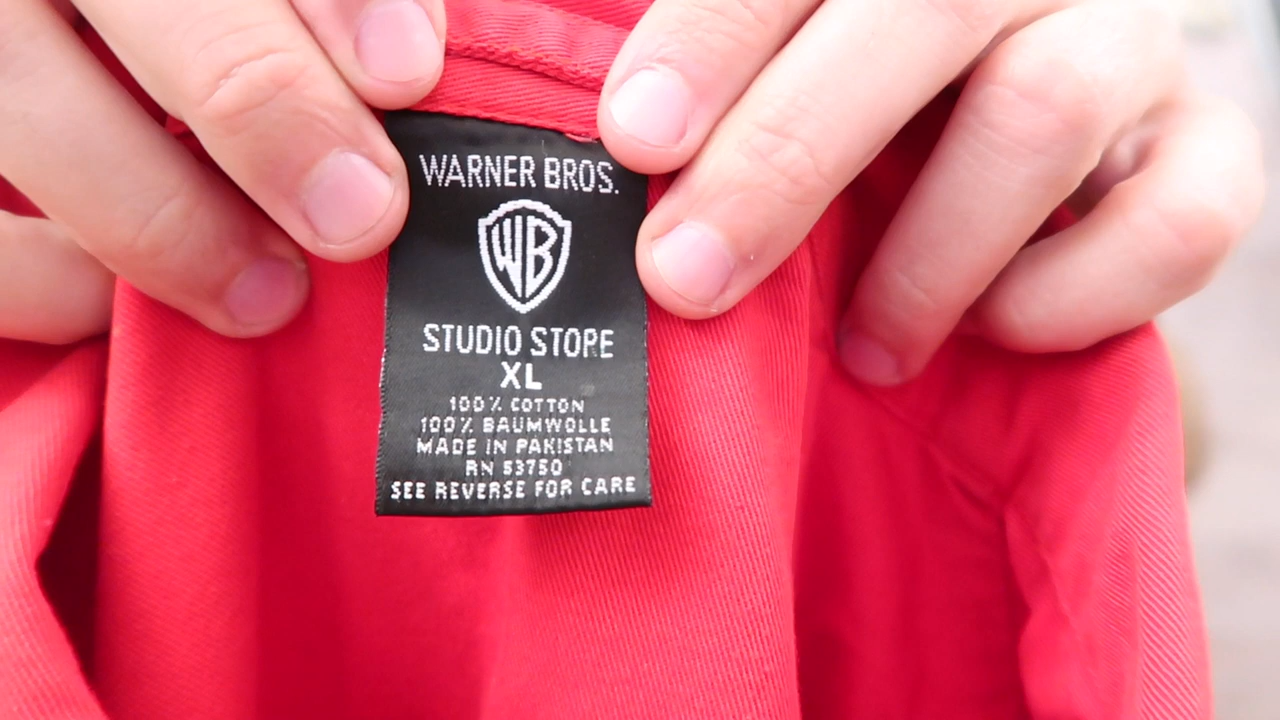 WARNER BROS.
WB
STUDIO STORE
XL
100% COTTON
100% BAUMWOLLE
MADE IN PAKISTAN
RN 53750
SEE REVERSE FOR CARE